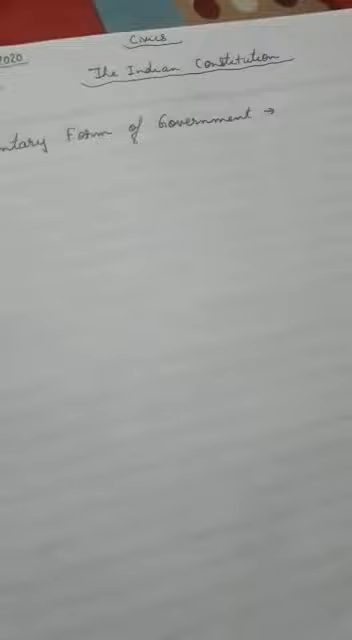 Civics
2020
The Indian Constitution
ntary Form of Government →